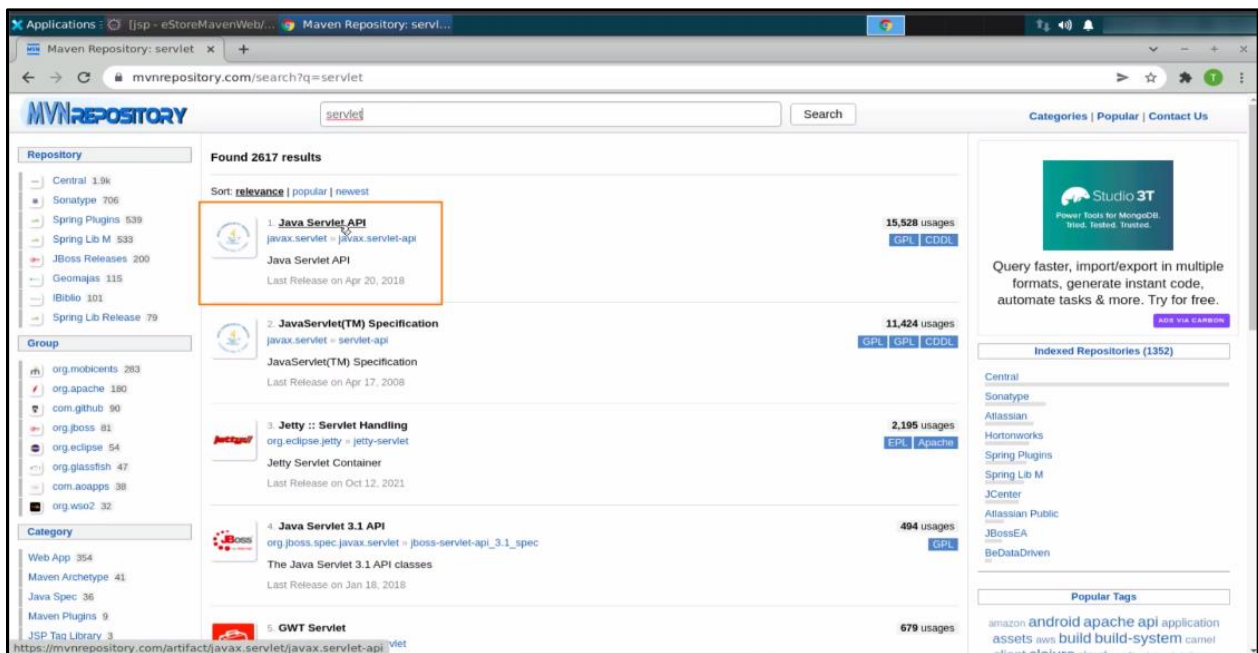 Applications
[jsp - eStoreMavenWeb/...
Maven Repository: servl...
Maven Repository: servlet
mvnrepository.com/search?q=servlet
T
MVNREPOSITORY
servlet
Search
Categories | Popular | Contact Us
Repository
Central 1.9k
Sonatype 706
Spring Plugins 539
Spring Lib M 533
JBoss Releases 200
Geomajas 115
IBiblio 101
Spring Lib Release 79
Group
org.mobicents 283
org.apache 180
com.github 90
org.jboss 81
org.eclipse 54
org.glassfish 47
com.aoapps 38
org.wso2 32
Category
Web App 354
Maven Archetype 41
Java Spec 36
Maven Plugins 9
JSP Tag Library 3
https://mvnrepository.com/artifact/javax.servlet/javax.servlet-api
Found 2617 results
Sort: relevance | popular | newest
1. Java Servlet API
15,528 usages
javax.servlet » javax.servlet-api
GPL CDDL
Java Servlet API
Last Release on Apr 20, 2018
2. JavaServlet(TM) Specification
11,424 usages
javax.servlet » servlet-api
GPL GPL CDDL
JavaServlet(TM) Specification
Last Release on Apr 17, 2008
jetty://
3. Jetty :: Servlet Handling
2,195 usages
org.eclipse.jetty » jetty-servlet
EPL Apache
Jetty Servlet Container
Last Release on Oct 12, 2021
JBoss
4. Java Servlet 3.1 API
494 usages
org.jboss.spec.javax.servlet » jboss-servlet-api_3.1_spec
GPL
The Java Servlet 3.1 API classes
Last Release on Jan 18, 2018
5. GWT Servlet
679 usages
Studio 3T
Power Tools for MongoDB.
Tried. Tested. Trusted.
Query faster, import/export in multiple
formats, generate instant code,
automate tasks & more. Try for free.
ADS VIA CARBON
Indexed Repositories (1352)
Central
Sonatype
Atlassian
Hortonworks
Spring Plugins
Spring Lib M
JCenter
Atlassian Public
JBossEA
BeDataDriven
Popular Tags
amazon android apache api application
assets aws build build-system camel